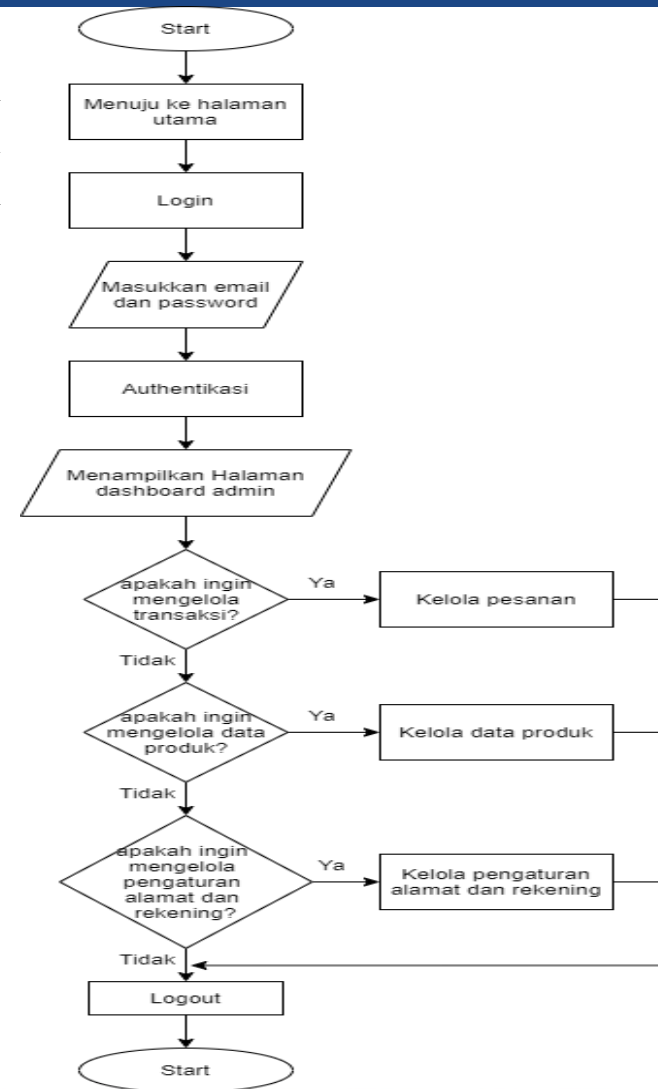 Start
Menuju ke halaman
utama
Login
Masukkan email
dan password
Authentikasi
Menampilkan Halaman
dashboard admin
apakah ingin
mengelola
transaksi?
Ya
Kelola pesanan
Tidak
apakah ingin
mengelola data
produk?
Ya
Kelola data produk
Tidak
apakah ingin
mengelola
pengaturan
alamat dan
rekening?
Ya
Kelola pengaturan
alamat dan rekening
Tidak
Logout
Start